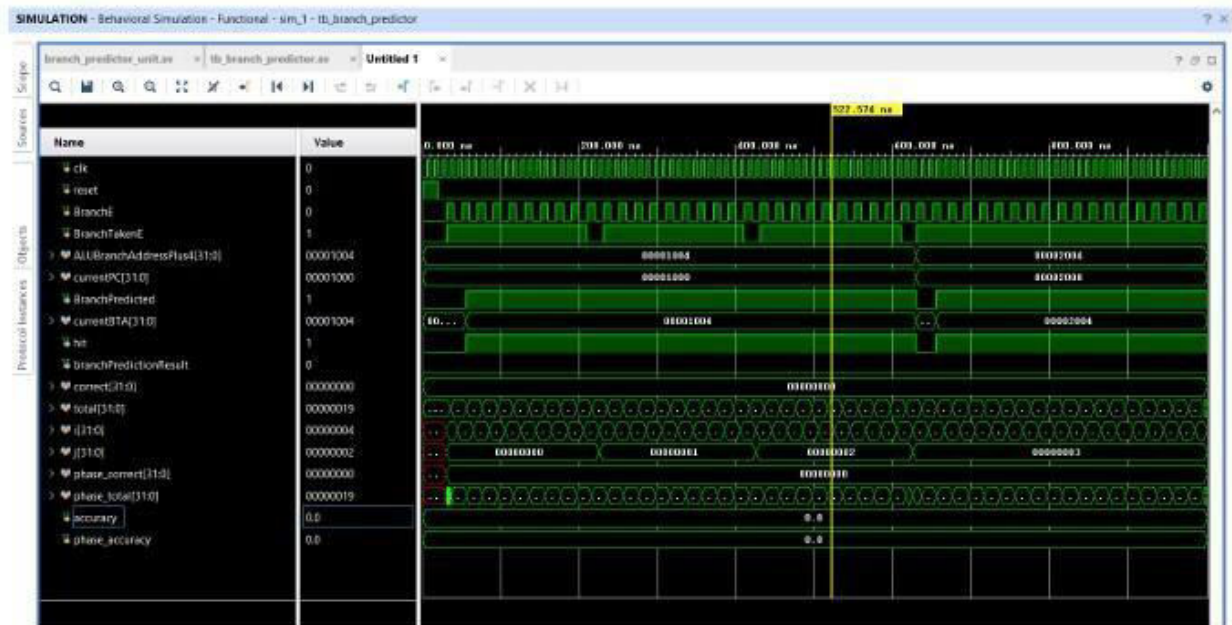 SIMULATION - Behavioral Simulation - Functional - sim_1 - tb_branch_predictor ? ×
branch_predictor_unit.sv × tb_branch_predictor.sv × Untitled 1 × ?
Scope
Sources
Objects
Protocol Instances
522.574 ns
Name Value 0.000 ns 200.000 ns 400.000 ns 600.000 ns 800.000 ns
clk 0
reset 0
BranchE 0
BranchTakenE 1
ALUBranchAddressPlus4[31:0] 00001004 00001004 00002004
currentPC[31:0] 00001000 00001000
BranchPredicted 1
currentBTA[31:0] 00001004 00... 00001004 ... 00002004
hit 1
branchPredictionResult 0
correct[31:0] 00000000 00000000
total[31:0] 00000019
i[31:0] 00000004
j[31:0] 00000002 00000000 00000001 00000002 00000003
phase_correct[31:0] 00000000 00000000
phase_total[31:0] 00000019
accuracy 0.0 0.0
phase_accuracy 0.0 0.0